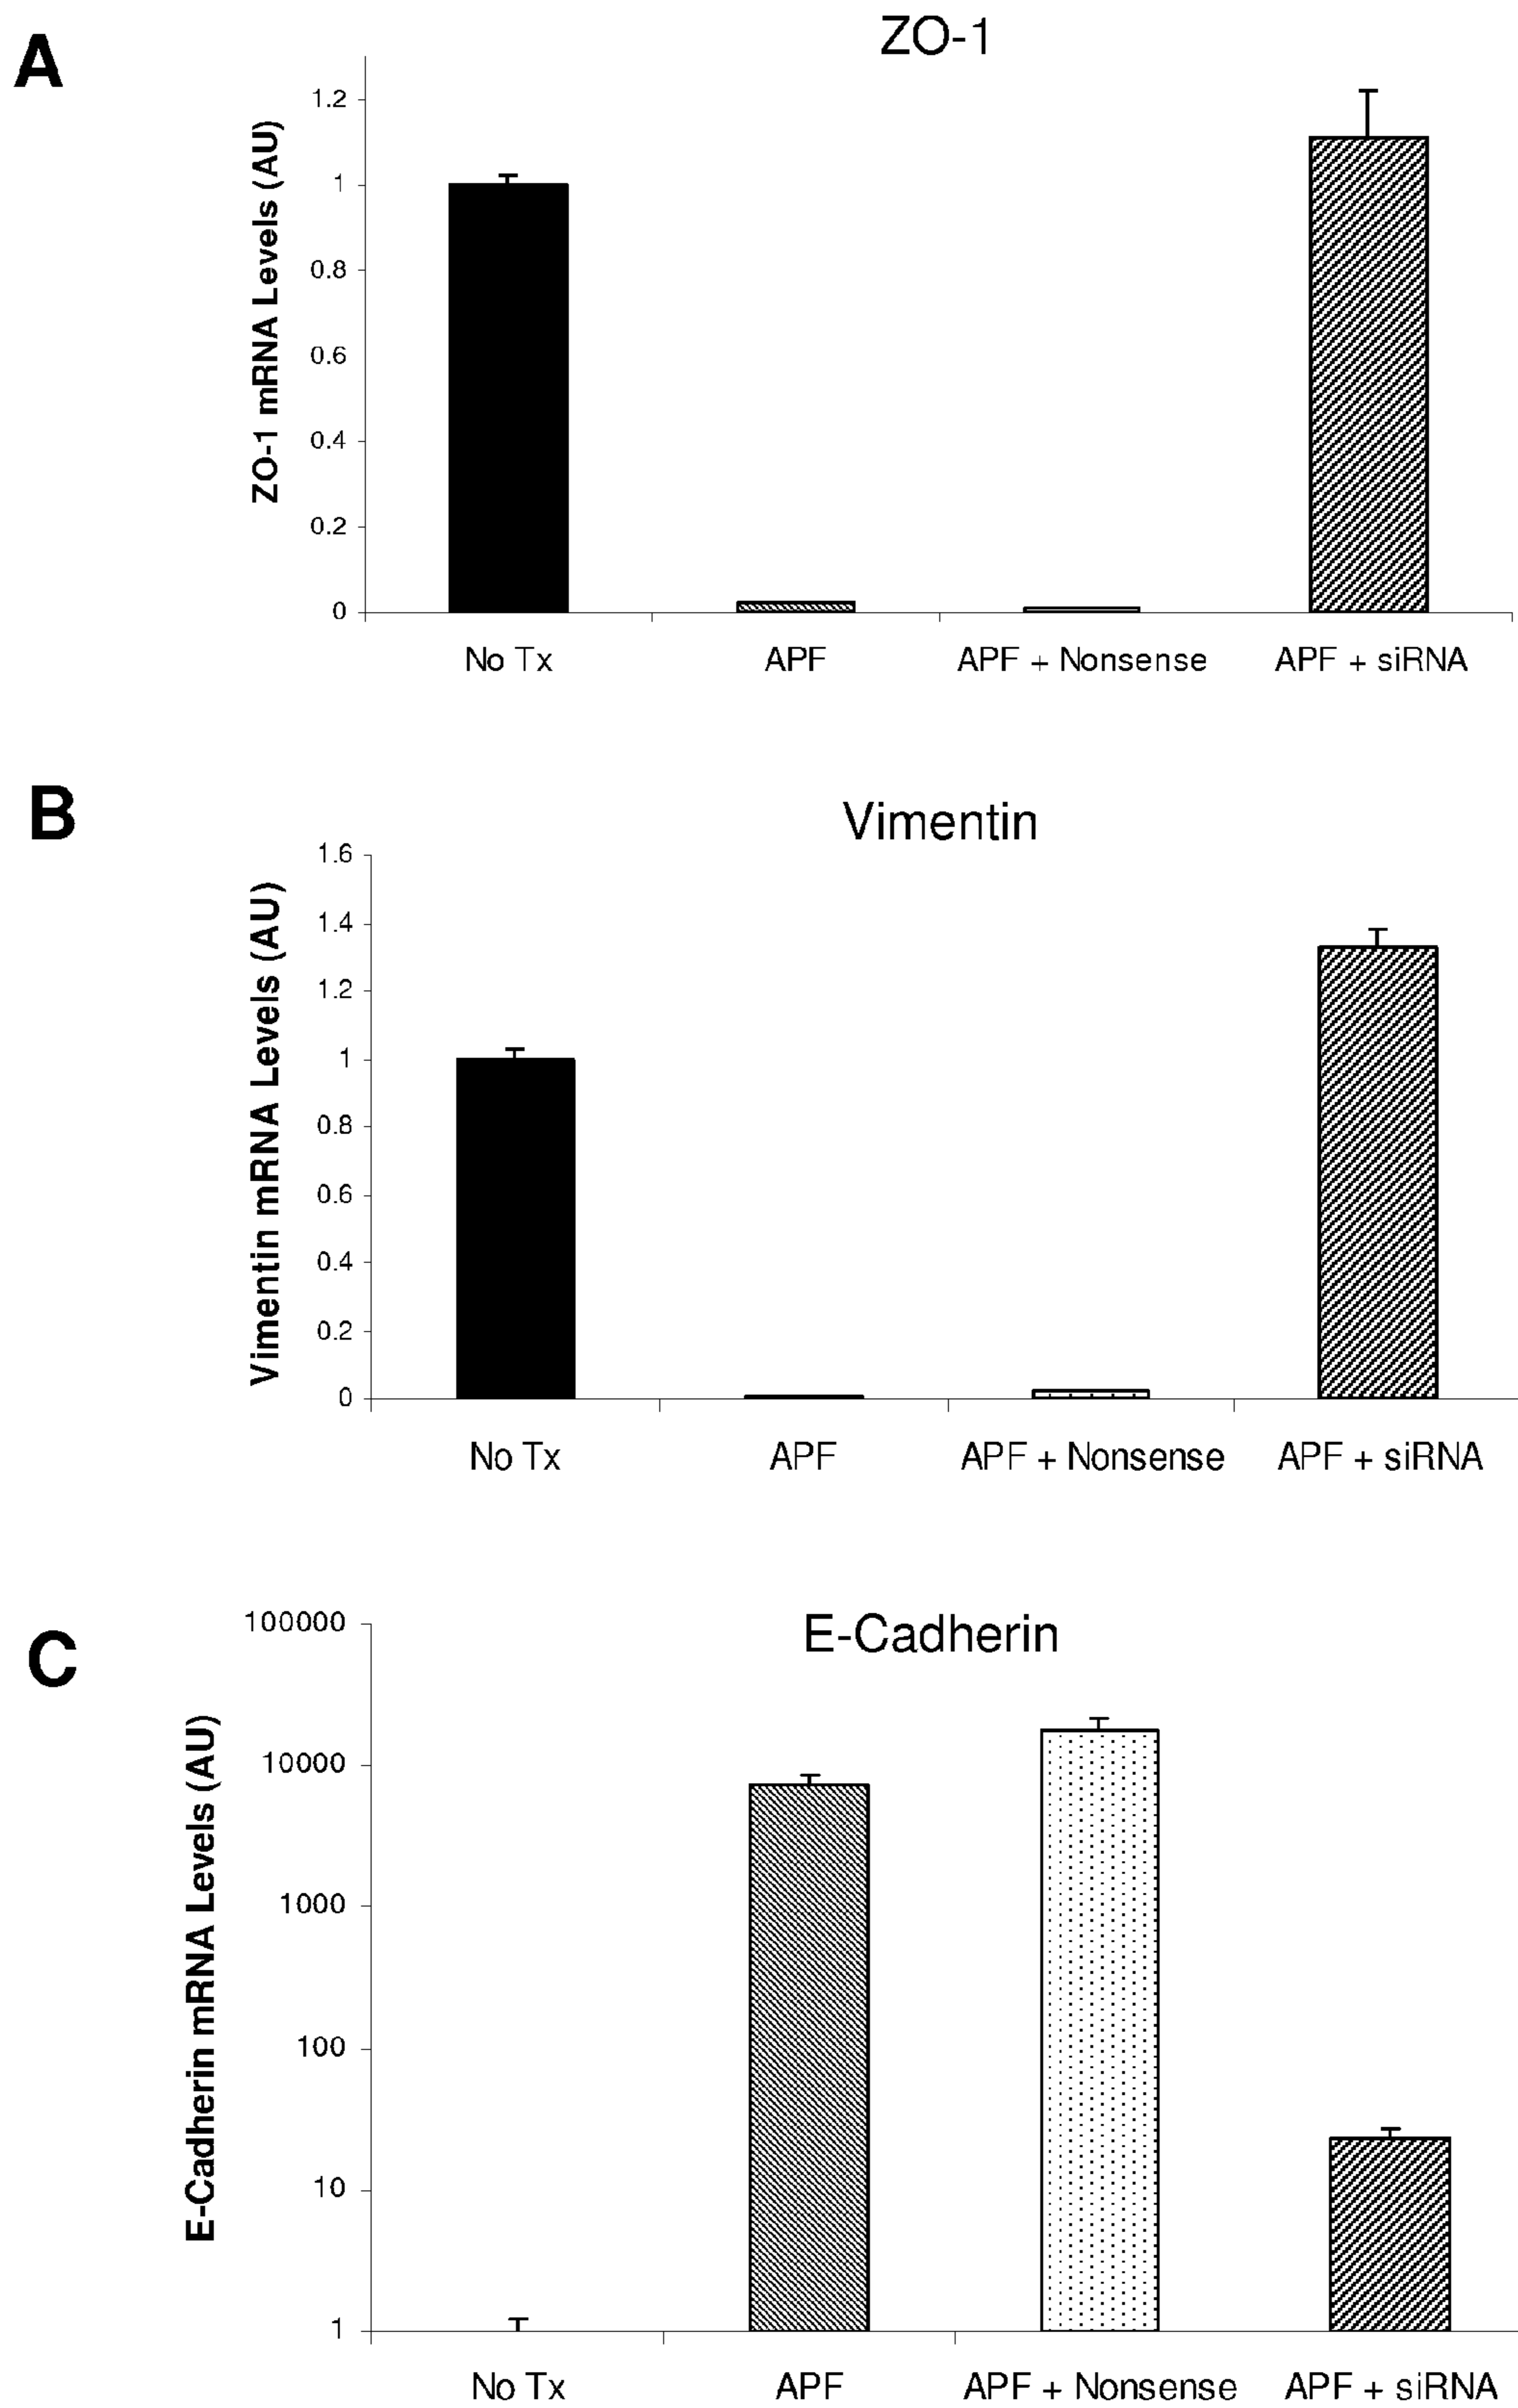 A
ZO-1
ZO-1 mRNA Levels (AU)
1.2
1
0.8
0.6
0.4
0.2
0
No Tx
APF
APF + Nonsense
APF + siRNA
B
Vimentin
Vimentin mRNA Levels (AU)
1.6
1.4
1.2
1
0.8
0.6
0.4
0.2
0
No Tx
APF
APF + Nonsense
APF + siRNA
C
E-Cadherin
E-Cadherin mRNA Levels (AU)
100000
10000
1000
100
10
1
No Tx
APF
APF + Nonsense
APF + siRNA